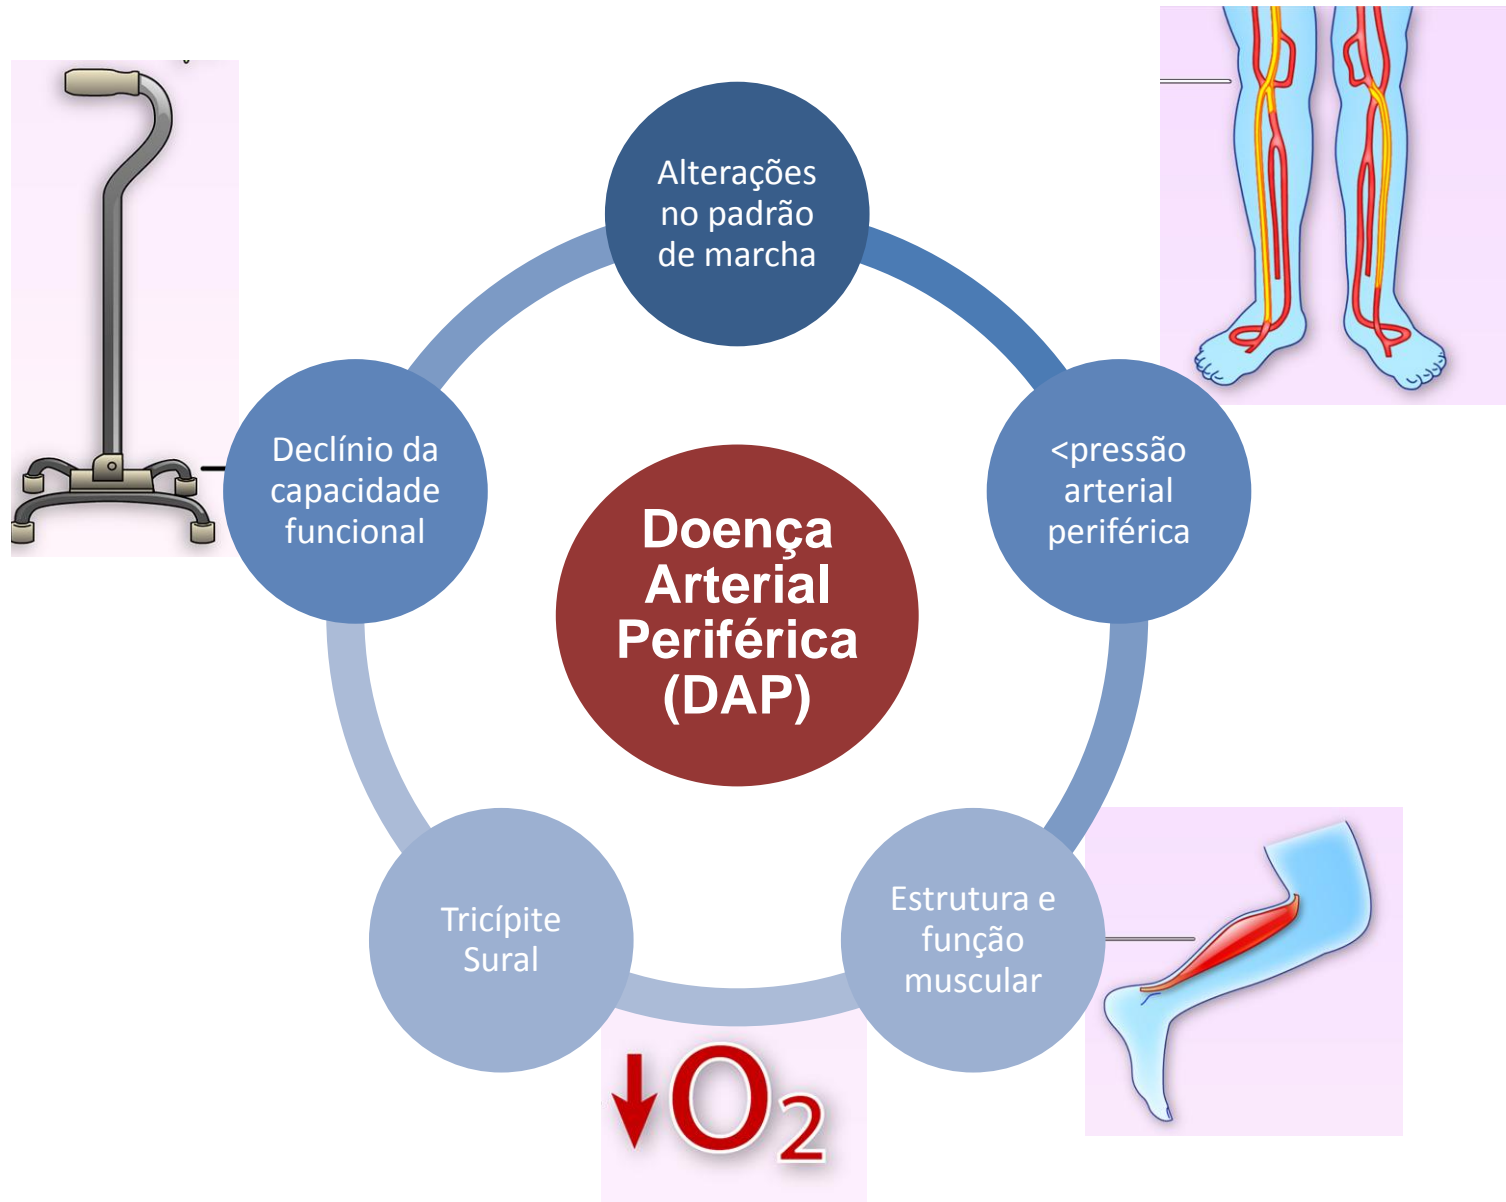 Alterações
no padrão
de marcha
<pressão
arterial
periférica
Estrutura e
função
muscular
Tricípite
Sural
Declínio da
capacidade
funcional
Doença
Arterial
Periférica
(DAP)
↓O2